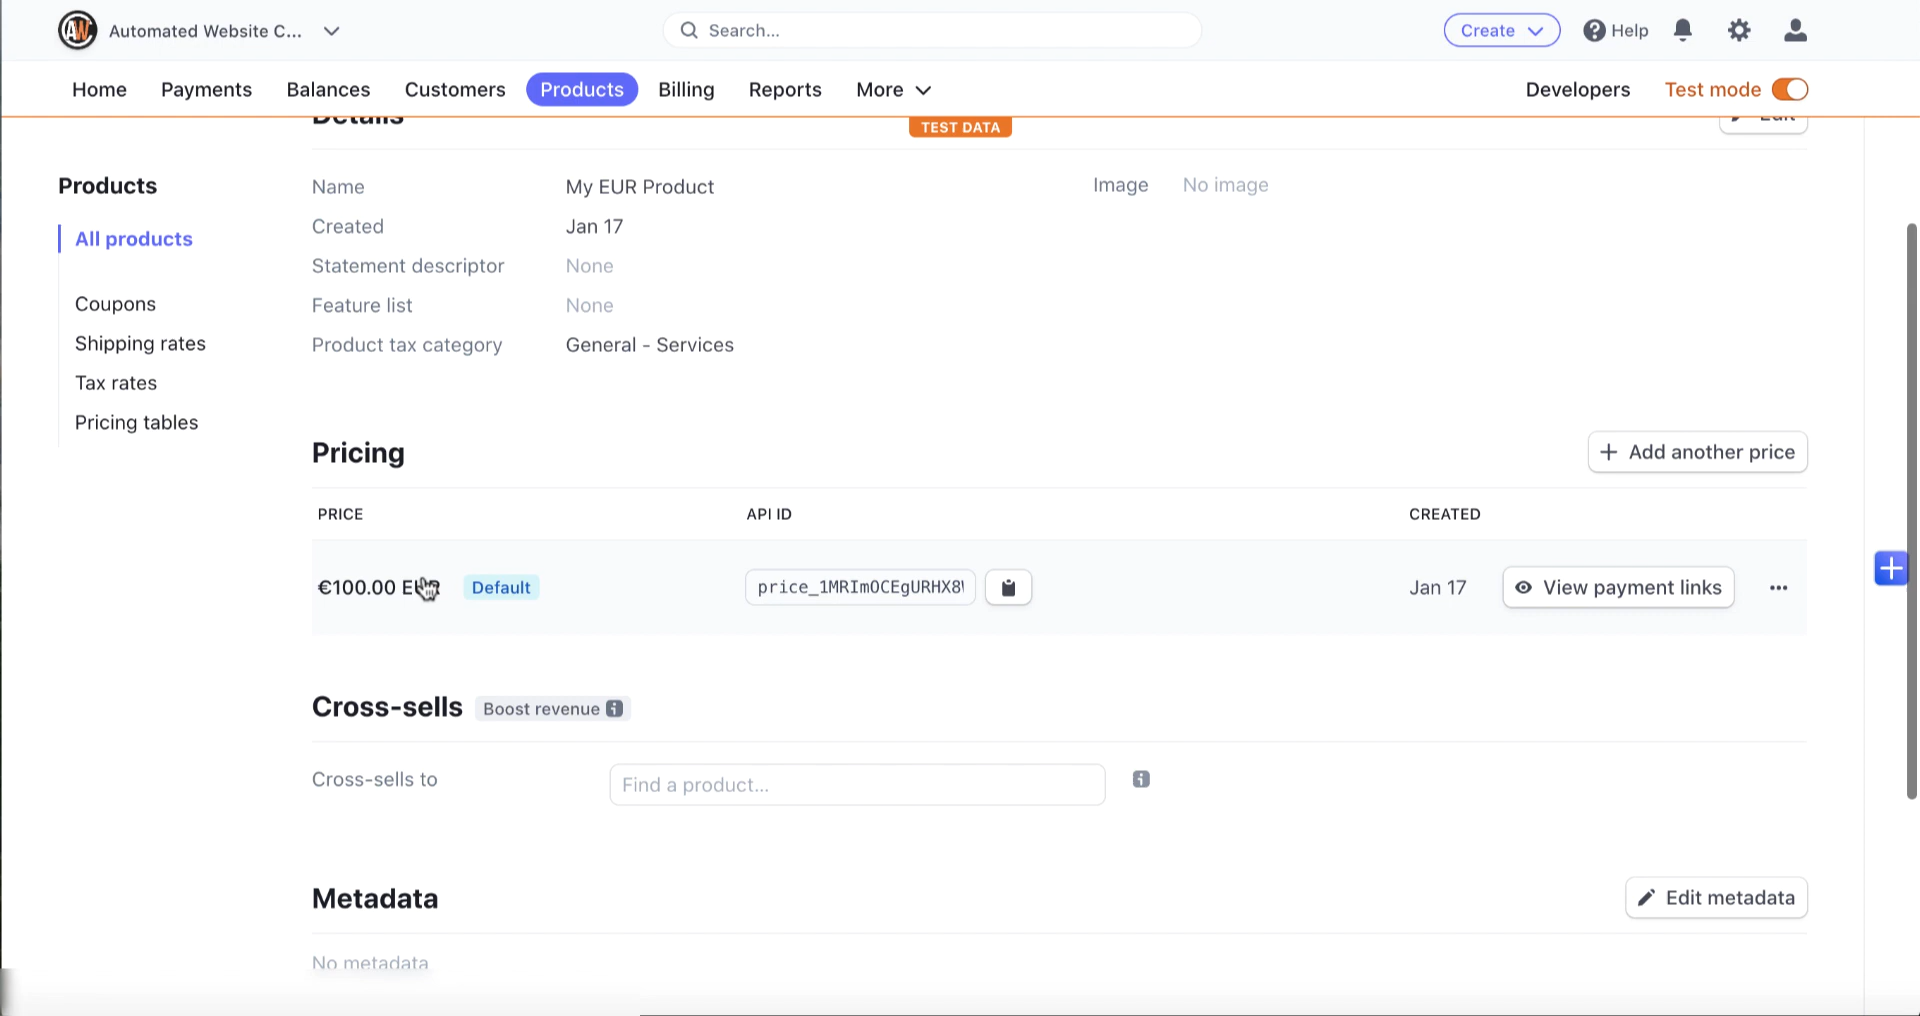 Automated Website C...
Search...
Create
Help
Home
Payments
Balances
Customers
Products
Billing
Reports
More
Developers
Test mode
Details
TEST DATA
Edit
Products
All products
Coupons
Shipping rates
Tax rates
Pricing tables
Name My EUR Product
Image No image
Created Jan 17
Statement descriptor None
Feature list None
Product tax category General - Services
Pricing
Add another price
PRICE API ID CREATED
€100.00 EUR Default price_1MRImOCEgURHX8 Jan 17 View payment links
Cross-sells Boost revenue
Cross-sells to Find a product...
Metadata
Edit metadata
No metadata